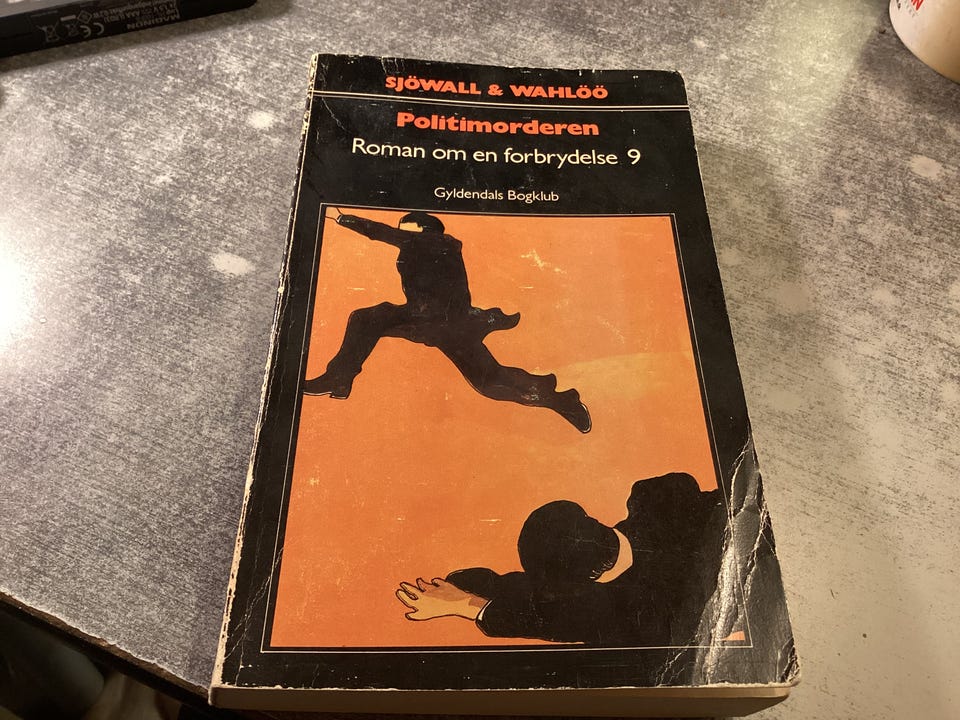 SJÖWALL & WAHLÖÖ
Politimorderen
Roman om en forbrydelse 9
Gyldendals Bogklub